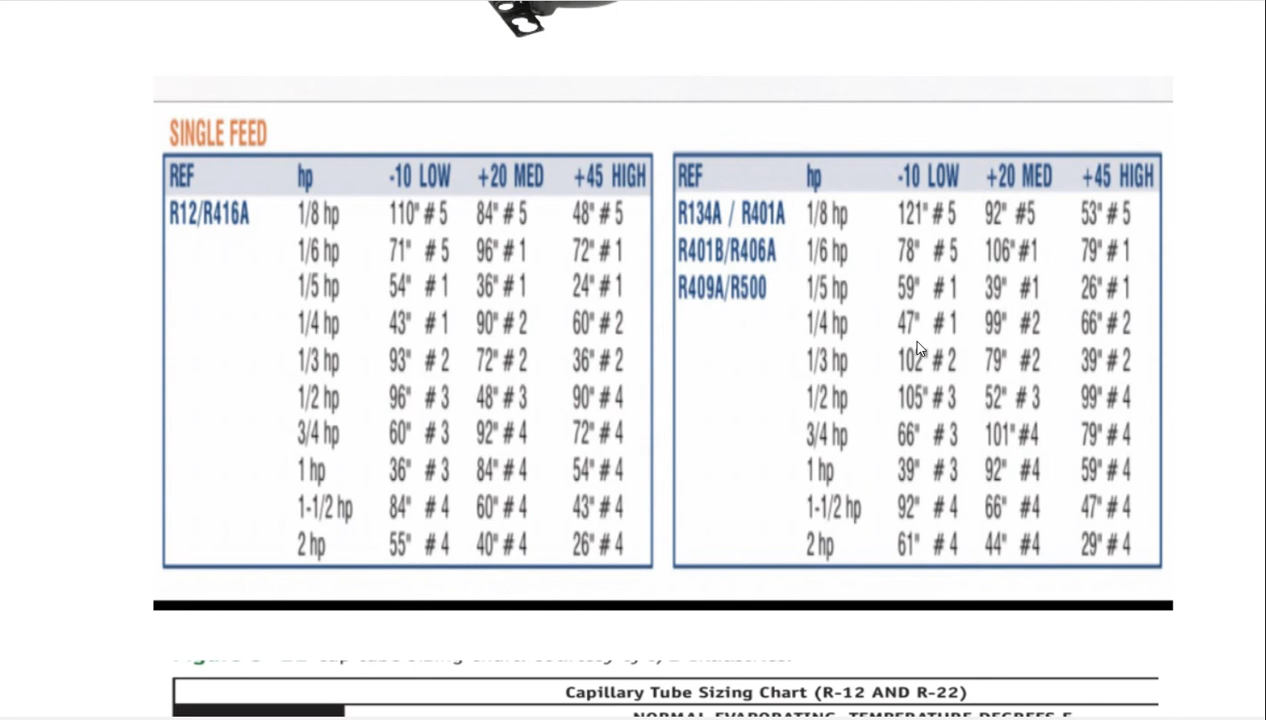 SINGLE FEED
REF hp -10 LOW +20 MED +45 HIGH
R12/R416A 1/8 hp 110" # 5 84" # 5 48" # 5
1/6 hp 71" # 5 96" # 1 72" # 1
1/5 hp 54" # 1 36" # 1 24" # 1
1/4 hp 43" # 1 90" # 2 60" # 2
1/3 hp 93" # 2 72" # 2 36" # 2
1/2 hp 96" # 3 48" # 3 90" # 4
3/4 hp 60" # 3 92" # 4 72" # 4
1 hp 36" # 3 84" # 4 54" # 4
1-1/2 hp 84" # 4 60" # 4 43" # 4
2 hp 55" # 4 40" # 4 26" # 4
REF hp -10 LOW +20 MED +45 HIGH
R134A / R401A 1/8 hp 121" # 5 92" #5 53" # 5
R401B/R406A 1/6 hp 78" # 5 106" #1 79" # 1
R409A/R500 1/5 hp 59" # 1 39" #1 26" # 1
1/4 hp 47" # 1 99" #2 66" # 2
1/3 hp 102" # 2 79" #2 39" # 2
1/2 hp 105" # 3 52" # 3 99" # 4
3/4 hp 66" # 3 101" #4 79" # 4
1 hp 39" # 3 92" #4 59" # 4
1-1/2 hp 92" # 4 66" #4 47" # 4
2 hp 61" # 4 44" #4 29" # 4
Capillary Tube Sizing Chart (R-12 AND R-22)
NORMAL EVAPORATING TEMPERATURE DEGREES F